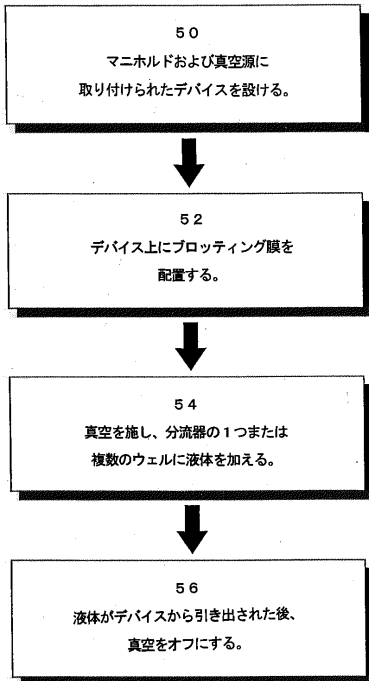 50
マニホルドおよび真空源に
取り付けられたデバイスを設ける。
52
デバイス上にブロッティング膜を
配置する。
54
真空を施し、分流器の1つまたは
複数のウェルに液体を加える。
56
液体がデバイスから引き出された後、
真空をオフにする。